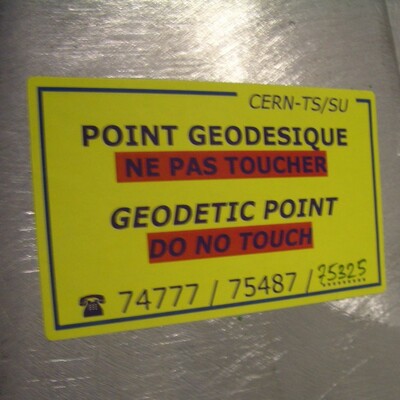 CERN-TS/SU
POINT GEODESIQUE
NE PAS TOUCHER
GEODETIC POINT
DO NO TOUCH
74777 / 75487 / 75325